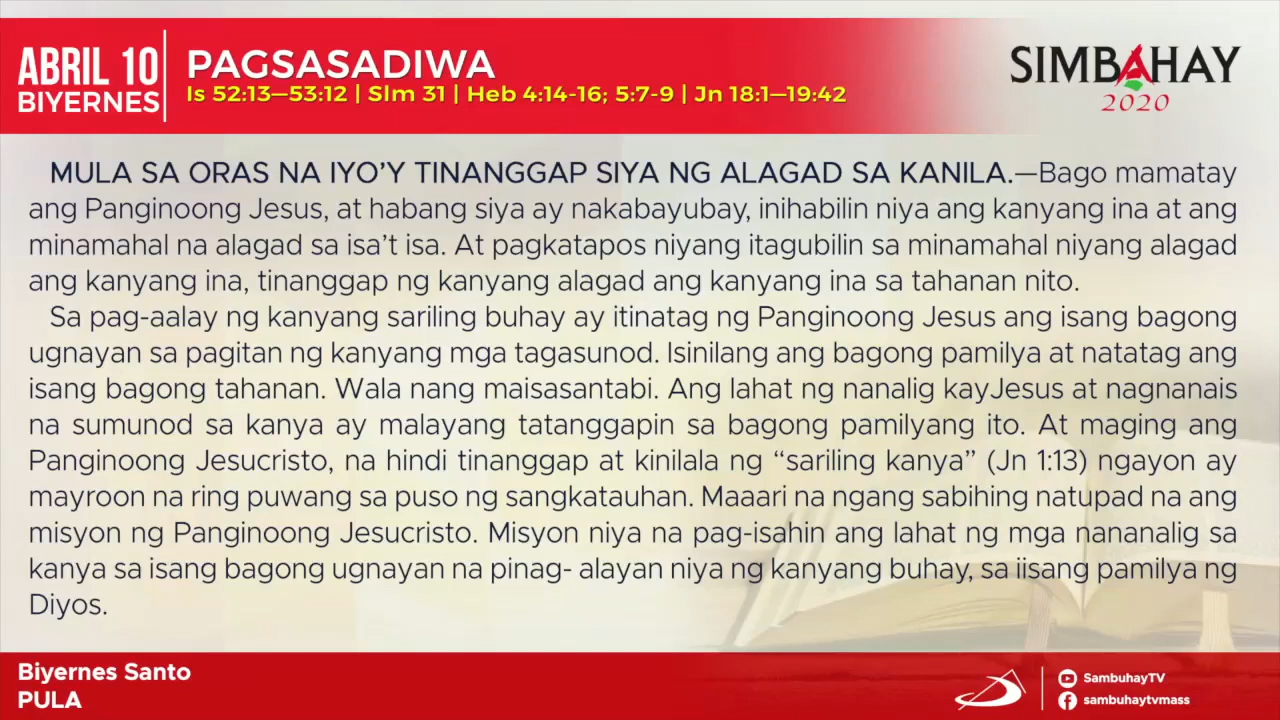 ABRIL 10
BIYERNES
PAGSASADIWA
Is 52:13—53:12 | Slm 31 | Heb 4:14-16; 5:7-9 | Jn 18:1—19:42
SIMBAHAY
2020
MULA SA ORAS NA IYO’Y TINANGGAP SIYA NG ALAGAD SA KANILA.—Bago mamatay
ang Panginoong Jesus, at habang siya ay nakabayubay, inihabilin niya ang kanyang ina at ang
minamahal na alagad sa isa’t isa. At pagkatapos niyang itagubilin sa minamahal niyang alagad
ang kanyang ina, tinanggap ng kanyang alagad ang kanyang ina sa tahanan nito.
Sa pag-aalay ng kanyang sariling buhay ay itinatag ng Panginoong Jesus ang isang bagong
ugnayan sa pagitan ng kanyang mga tagasunod. Isinilang ang bagong pamilya at natatag ang
isang bagong tahanan. Wala nang maisasantabi. Ang lahat ng nanalig kayJesus at nagnanais
na sumunod sa kanya ay malayang tatanggapin sa bagong pamilyang ito. At maging ang
Panginoong Jesucristo, na hindi tinanggap at kinilala ng “sariling kanya” (Jn 1:13) ngayon ay
mayroon na ring puwang sa puso ng sangkatauhan. Maaari na ngang sabihing natupad na ang
misyon ng Panginoong Jesucristo. Misyon niya na pag-isahin ang lahat ng mga nananalig sa
kanya sa isang bagong ugnayan na pinag- alayan niya ng kanyang buhay, sa iisang pamilya ng
Diyos.
Biyernes Santo
PULA
SambuhayTV
sambuhaytvmass